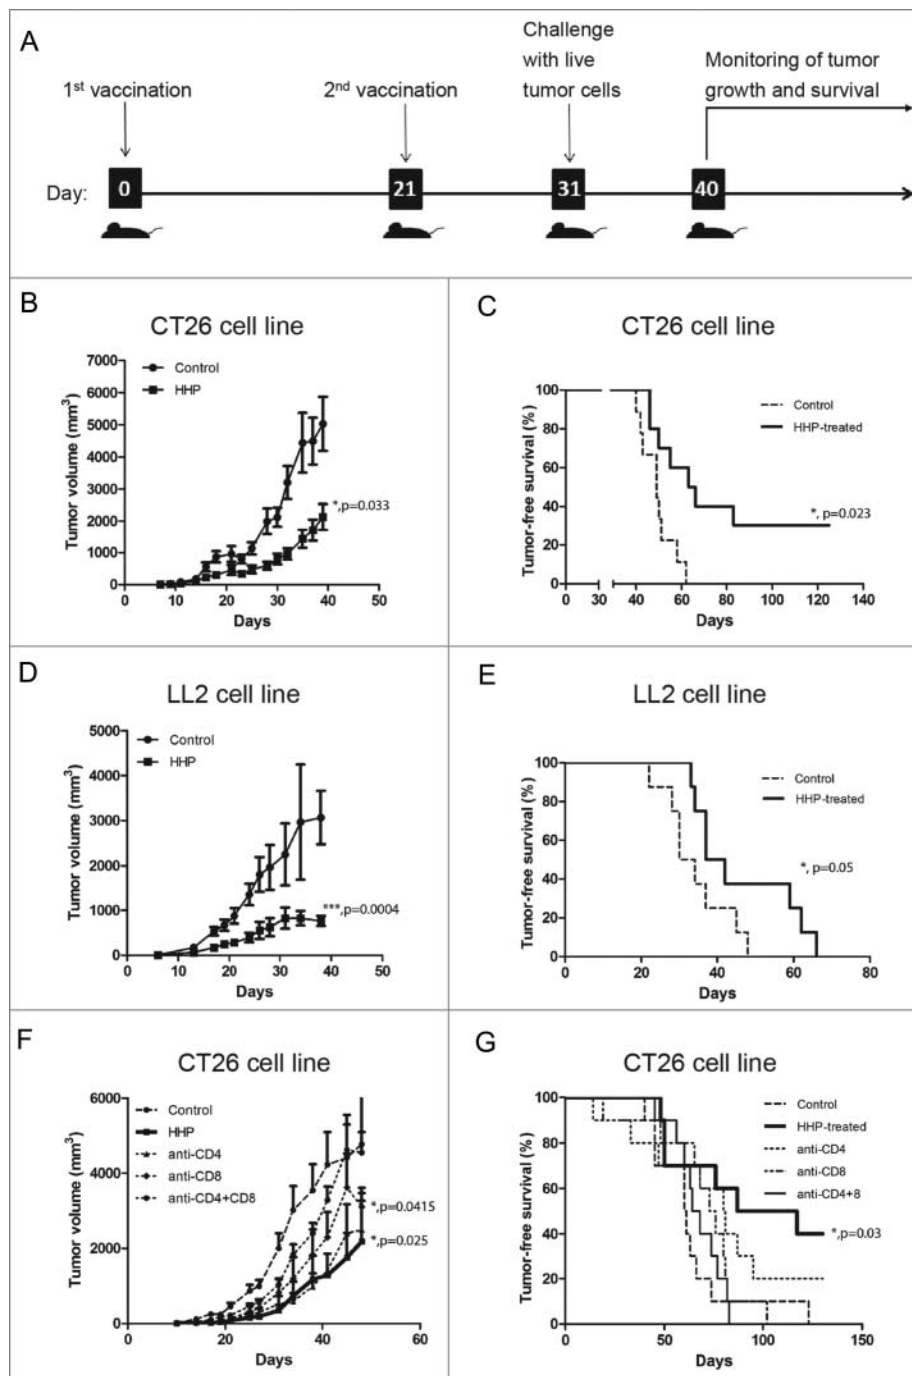 A
1st vaccination
2nd vaccination
Challenge
with live
tumor cells
Monitoring of tumor
growth and survival
Day:
0
21
31
40
B
CT26 cell line
Tumor volume (mm3)
7000
6000
5000
4000
3000
2000
1000
0
Control
HHP
*,p=0.033
0
10
20
30
40
50
Days
C
CT26 cell line
Tumor-free survival (%)
100
80
60
40
20
0
Control
HHP-treated
*, p=0.023
0
30
40
60
80
100
120
140
Days
D
LL2 cell line
Tumor volume (mm3)
5000
4000
3000
2000
1000
0
Control
HHP
***,p=0.0004
0
10
20
30
40
50
Days
E
LL2 cell line
Tumor-free survival (%)
100
80
60
40
20
0
Control
HHP-treated
*, p=0.05
0
20
40
60
80
Days
F
CT26 cell line
Tumor volume (mm3)
6000
4000
2000
0
Control
HHP
anti-CD4
anti-CD8
anti-CD4+CD8
*,p=0.0415
*,p=0.025
0
20
40
60
Days
G
CT26 cell line
Tumor-free survival (%)
100
80
60
40
20
0
Control
HHP-treated
anti-CD4
anti-CD8
anti-CD4+8
*,p=0.03
0
50
100
150
Days